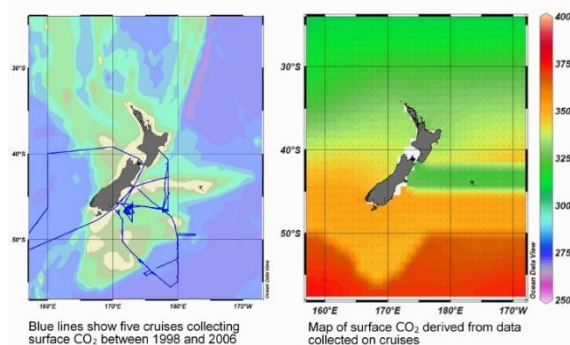 30°S
40°S
50°S
160°E
170°E
180°E
170°W
Ocean Data View
30°S
40°S
50°S
160°E
170°E
180°E
170°W
Ocean Data View
400
375
350
325
300
275
250
Blue lines show five cruises collecting
surface CO₂ between 1998 and 2006
Map of surface CO₂ derived from data
collected on cruises